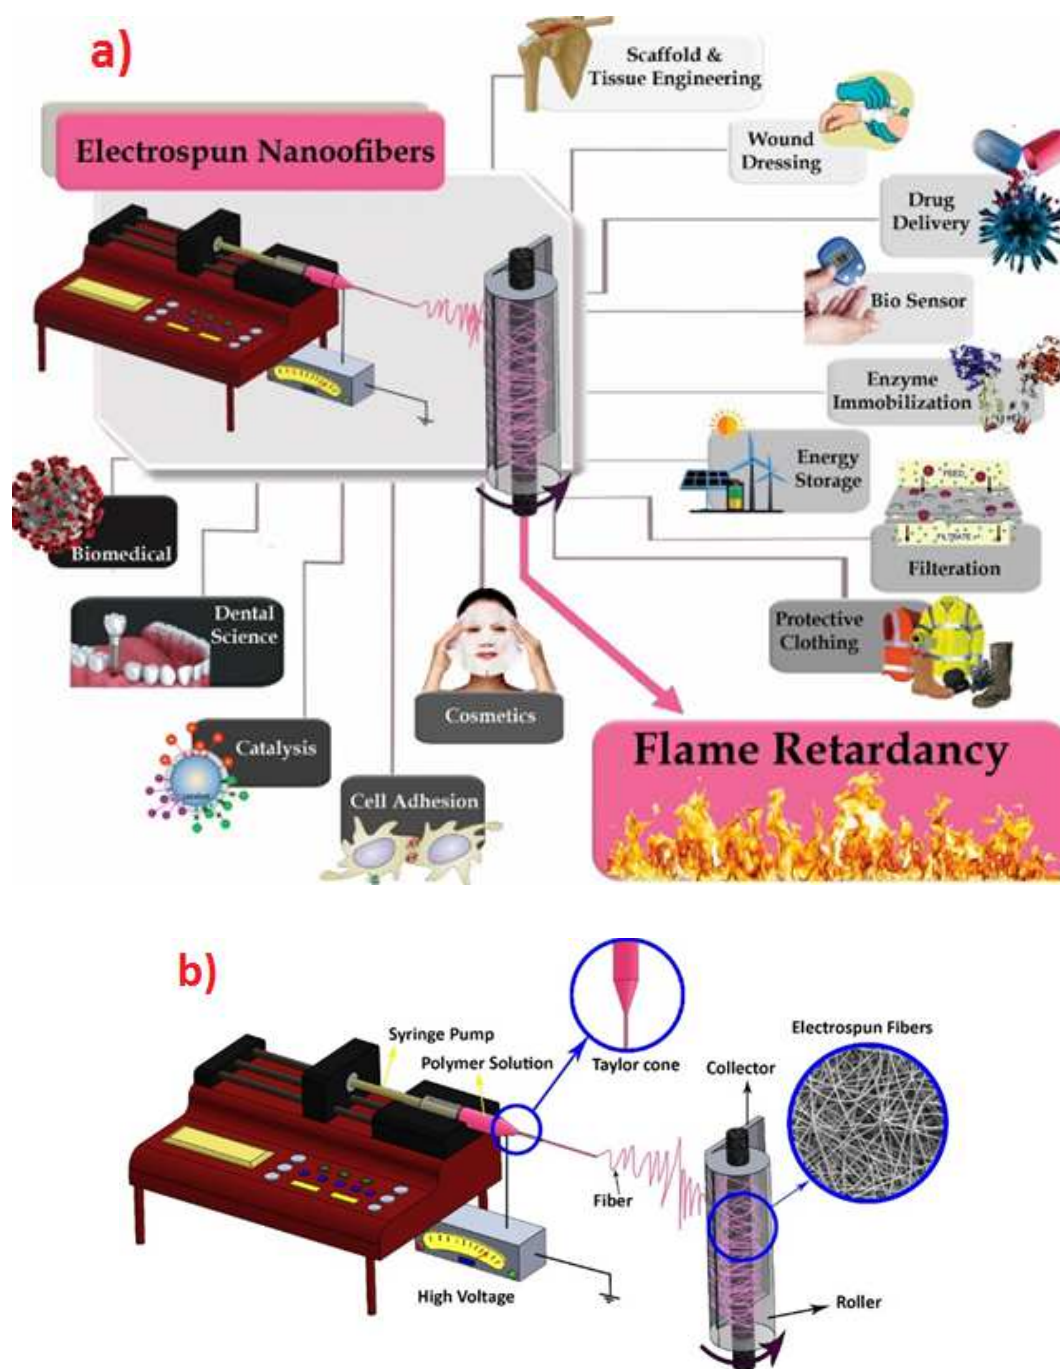 a)
Electrospun Nanoofibers
Scaffold &
Tissue Engineering
Wound
Dressing
Drug
Delivery
Bio Sensor
Enzyme
Immobilization
Energy
Storage
FEED
FILTRATE
Filteration
Protective
Clothing
Biomedical
Dental
Science
Catalysis
Cell Adhesion
Cosmetics
Flame Retardancy
b)
Syringe Pump
Polymer Solution
Taylor cone
Collector
Electrospun Fibers
Fiber
High Voltage
Roller